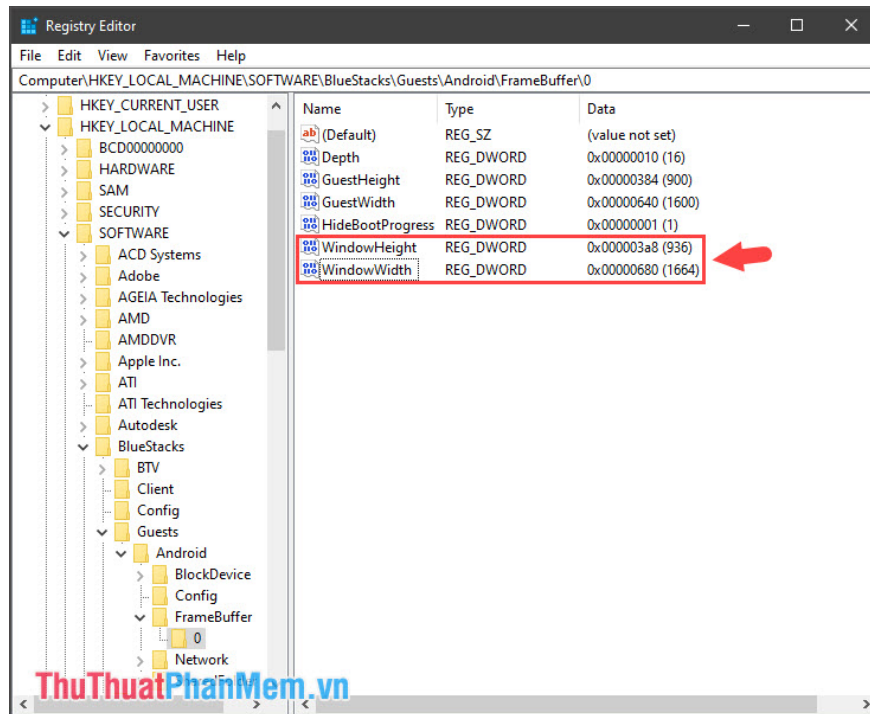 Registry Editor
File Edit View Favorites Help
Computer\HKEY_LOCAL_MACHINE\SOFTWARE\BlueStacks\Guests\Android\FrameBuffer\0
HKEY_CURRENT_USER
HKEY_LOCAL_MACHINE
BCD00000000
HARDWARE
SAM
SECURITY
SOFTWARE
ACD Systems
Adobe
AGEIA Technologies
AMD
AMDDVR
Apple Inc.
ATI
ATI Technologies
Autodesk
BlueStacks
BTV
Client
Config
Guests
Android
BlockDevice
Config
FrameBuffer
0
Network
SharedFolder
Name Type Data
ab (Default) REG_SZ (value not set)
Depth REG_DWORD 0x00000010 (16)
GuestHeight REG_DWORD 0x00000384 (900)
GuestWidth REG_DWORD 0x00000640 (1600)
HideBootProgress REG_DWORD 0x00000001 (1)
WindowHeight REG_DWORD 0x000003a8 (936)
WindowWidth REG_DWORD 0x00000680 (1664)
ThuThuatPhanMem.vn